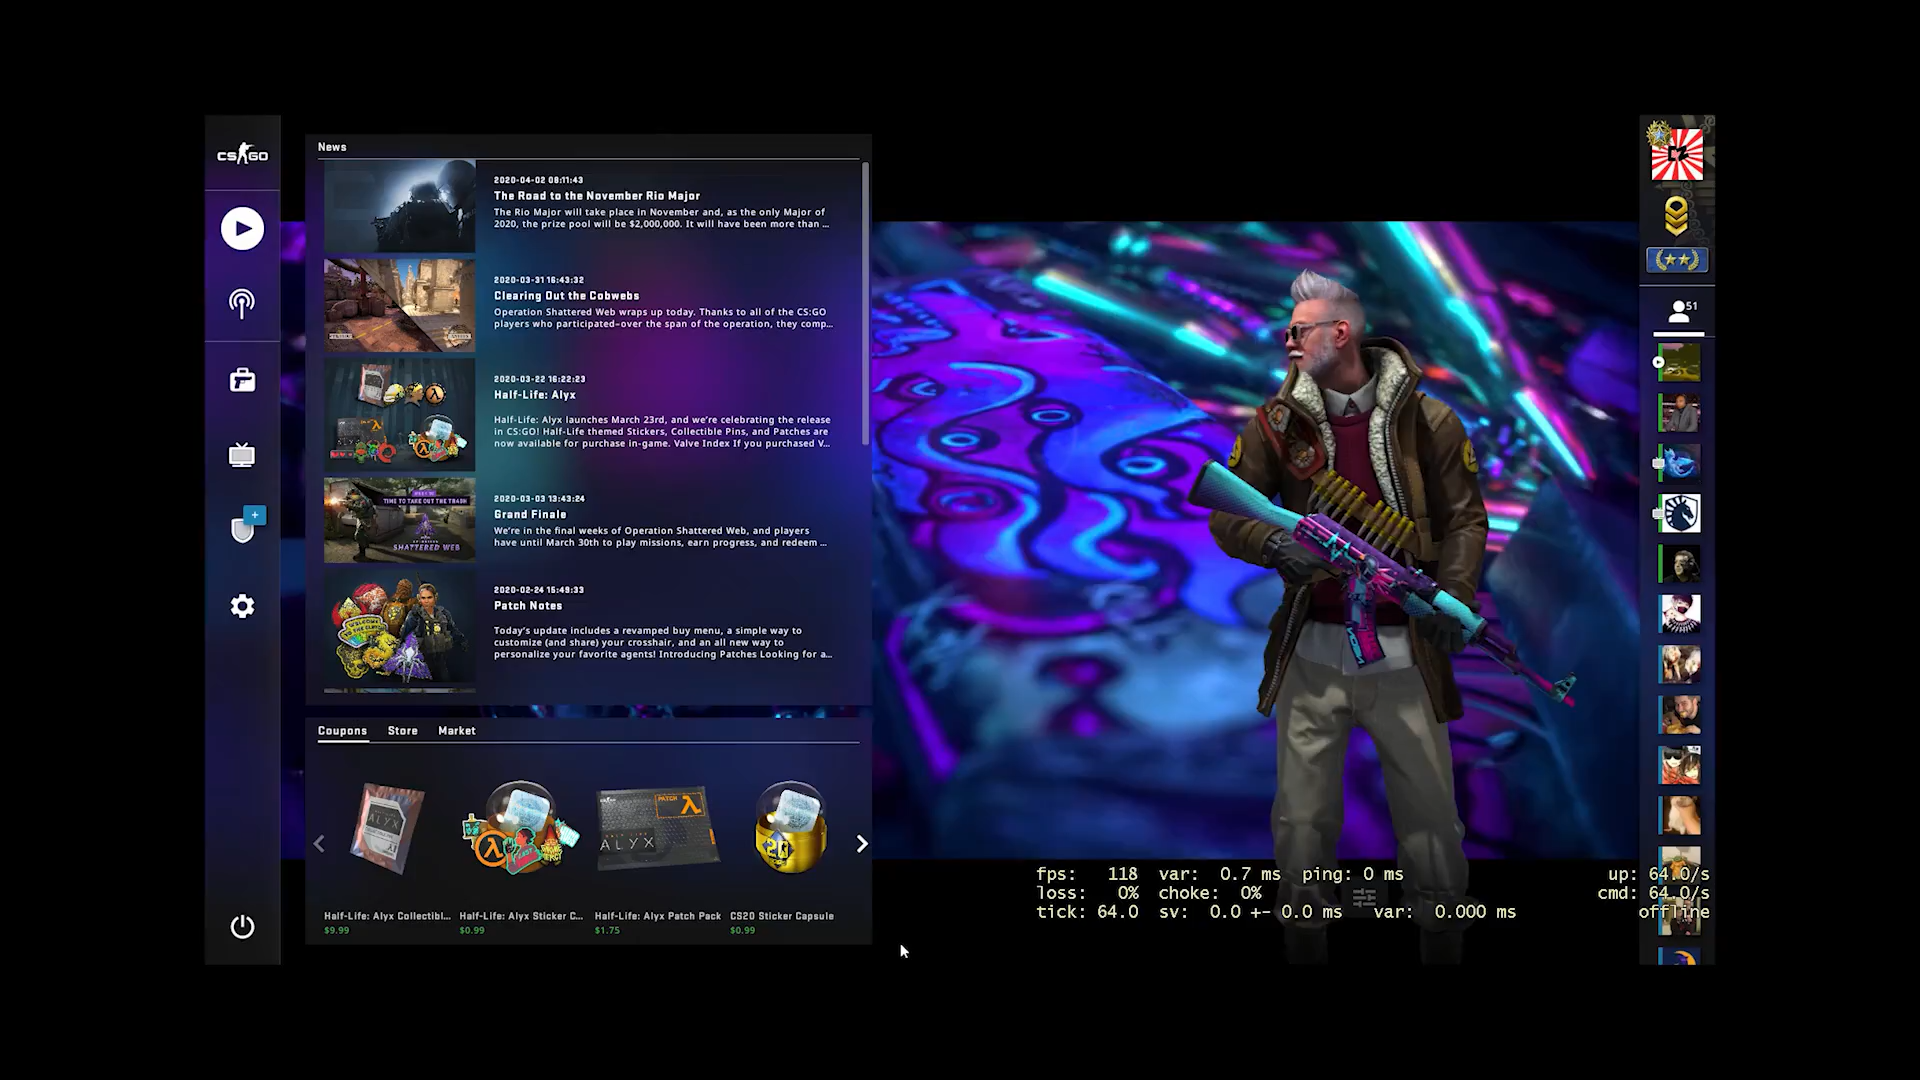 CS GO
News
2020-04-02 08:11:43
The Road to the November Rio Major
The Rio Major will take place in November and, as the only Major of
2020, the prize pool will be $2,000,000. It will have been more than ...
2020-03-31 16:43:32
Clearing Out the Cobwebs
Operation Shattered Web wraps up today. Thanks to all of the CS:GO
players who participated–over the span of the operation, they comp...
2020-03-22 16:22:23
Half-Life: Alyx
Half-Life: Alyx launches March 23rd, and we're celebrating the release
in CS:GO! Half-Life themed Stickers, Collectible Pins, and Patches are
now available for purchase in-game. Valve Index If you purchased V...
TIME TO TAKE OUT THE TRASH
SHATTERED WEB
2020-03-03 13:43:24
Grand Finale
We're in the final weeks of Operation Shattered Web, and players
have until March 30th to play missions, earn progress, and redeem ...
2020-02-24 15:49:33
Patch Notes
Today's update includes a revamped buy menu, a simple way to
customize (and share) your crosshair, and an all new way to
personalize your favorite agents! Introducing Patches Looking for a...
Coupons Store Market
ALYX
PATCH
ALYX
20
Half-Life: Alyx Collectibl... Half-Life: Alyx Sticker C... Half-Life: Alyx Patch Pack CS20 Sticker Capsule
$9.99 $0.99 $1.75 $0.99
CZ
51
fps: 118 var: 0.7 ms ping: 0 ms up: 64.0/s
loss: 0% choke: 0% cmd: 64.0/s
tick: 64.0 sv: 0.0 +- 0.0 ms var: 0.000 ms offline